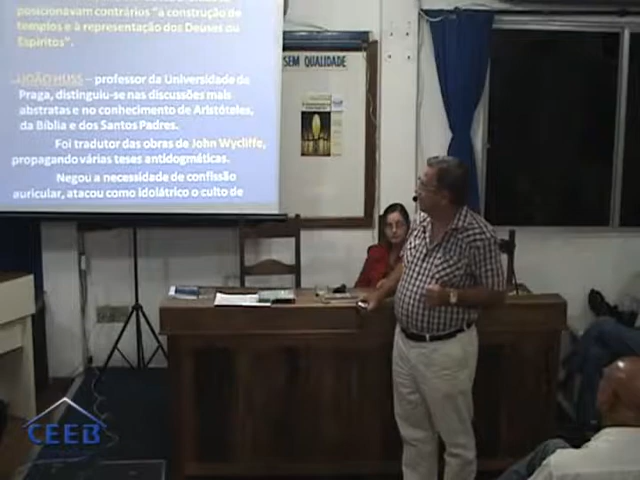 posicionavam contrários "a construção de
templos e à representação dos Deuses ou
Espíritos".
JOÃO HUSS – professor da Universidade de
Praga, distinguiu-se nas discussões mais
abstratas e no conhecimento de Aristóteles,
da Bíblia e dos Santos Padres.
Foi tradutor das obras de John Wycliffe,
propagando várias teses antidogmáticas.
Negou a necessidade de confissão
auricular, atacou como idolátrico o culto de
SEM QUALIDADE
CEEB